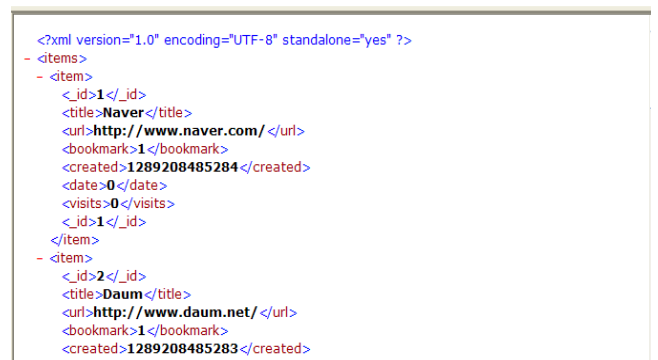 <?xml version="1.0" encoding="UTF-8" standalone="yes" ?>
- <items>
- <item>
<_id>1</_id>
<title>Naver</title>
<url>http://www.naver.com/</url>
<bookmark>1</bookmark>
<created>1289208485284</created>
<date>0</date>
<visits>0</visits>
<_id>1</_id>
</item>
- <item>
<_id>2</_id>
<title>Daum</title>
<url>http://www.daum.net/</url>
<bookmark>1</bookmark>
<created>1289208485283</created>